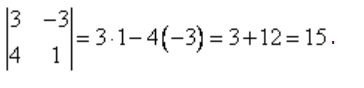 |3 -3|
|4 1| = 3·1−4(−3) = 3+12 = 15.